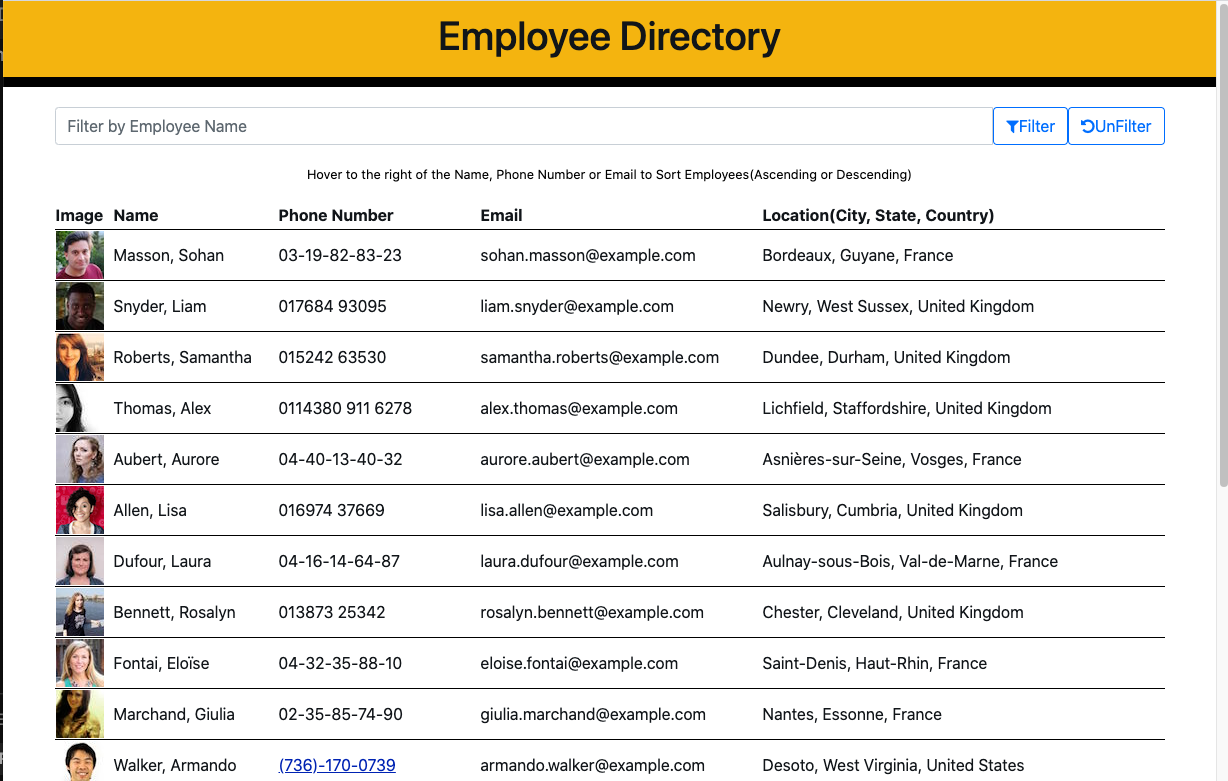 Employee Directory
Filter by Employee Name Filter UnFilter
Hover to the right of the Name, Phone Number or Email to Sort Employees(Ascending or Descending)
Image Name Phone Number Email Location(City, State, Country)
Masson, Sohan 03-19-82-83-23 sohan.masson@example.com Bordeaux, Guyane, France
Snyder, Liam 017684 93095 liam.snyder@example.com Newry, West Sussex, United Kingdom
Roberts, Samantha 015242 63530 samantha.roberts@example.com Dundee, Durham, United Kingdom
Thomas, Alex 0114380 911 6278 alex.thomas@example.com Lichfield, Staffordshire, United Kingdom
Aubert, Aurore 04-40-13-40-32 aurore.aubert@example.com Asnières-sur-Seine, Vosges, France
Allen, Lisa 016974 37669 lisa.allen@example.com Salisbury, Cumbria, United Kingdom
Dufour, Laura 04-16-14-64-87 laura.dufour@example.com Aulnay-sous-Bois, Val-de-Marne, France
Bennett, Rosalyn 013873 25342 rosalyn.bennett@example.com Chester, Cleveland, United Kingdom
Fontai, Eloïse 04-32-35-88-10 eloise.fontai@example.com Saint-Denis, Haut-Rhin, France
Marchand, Giulia 02-35-85-74-90 giulia.marchand@example.com Nantes, Essonne, France
Walker, Armando (736)-170-0739 armando.walker@example.com Desoto, West Virginia, United States